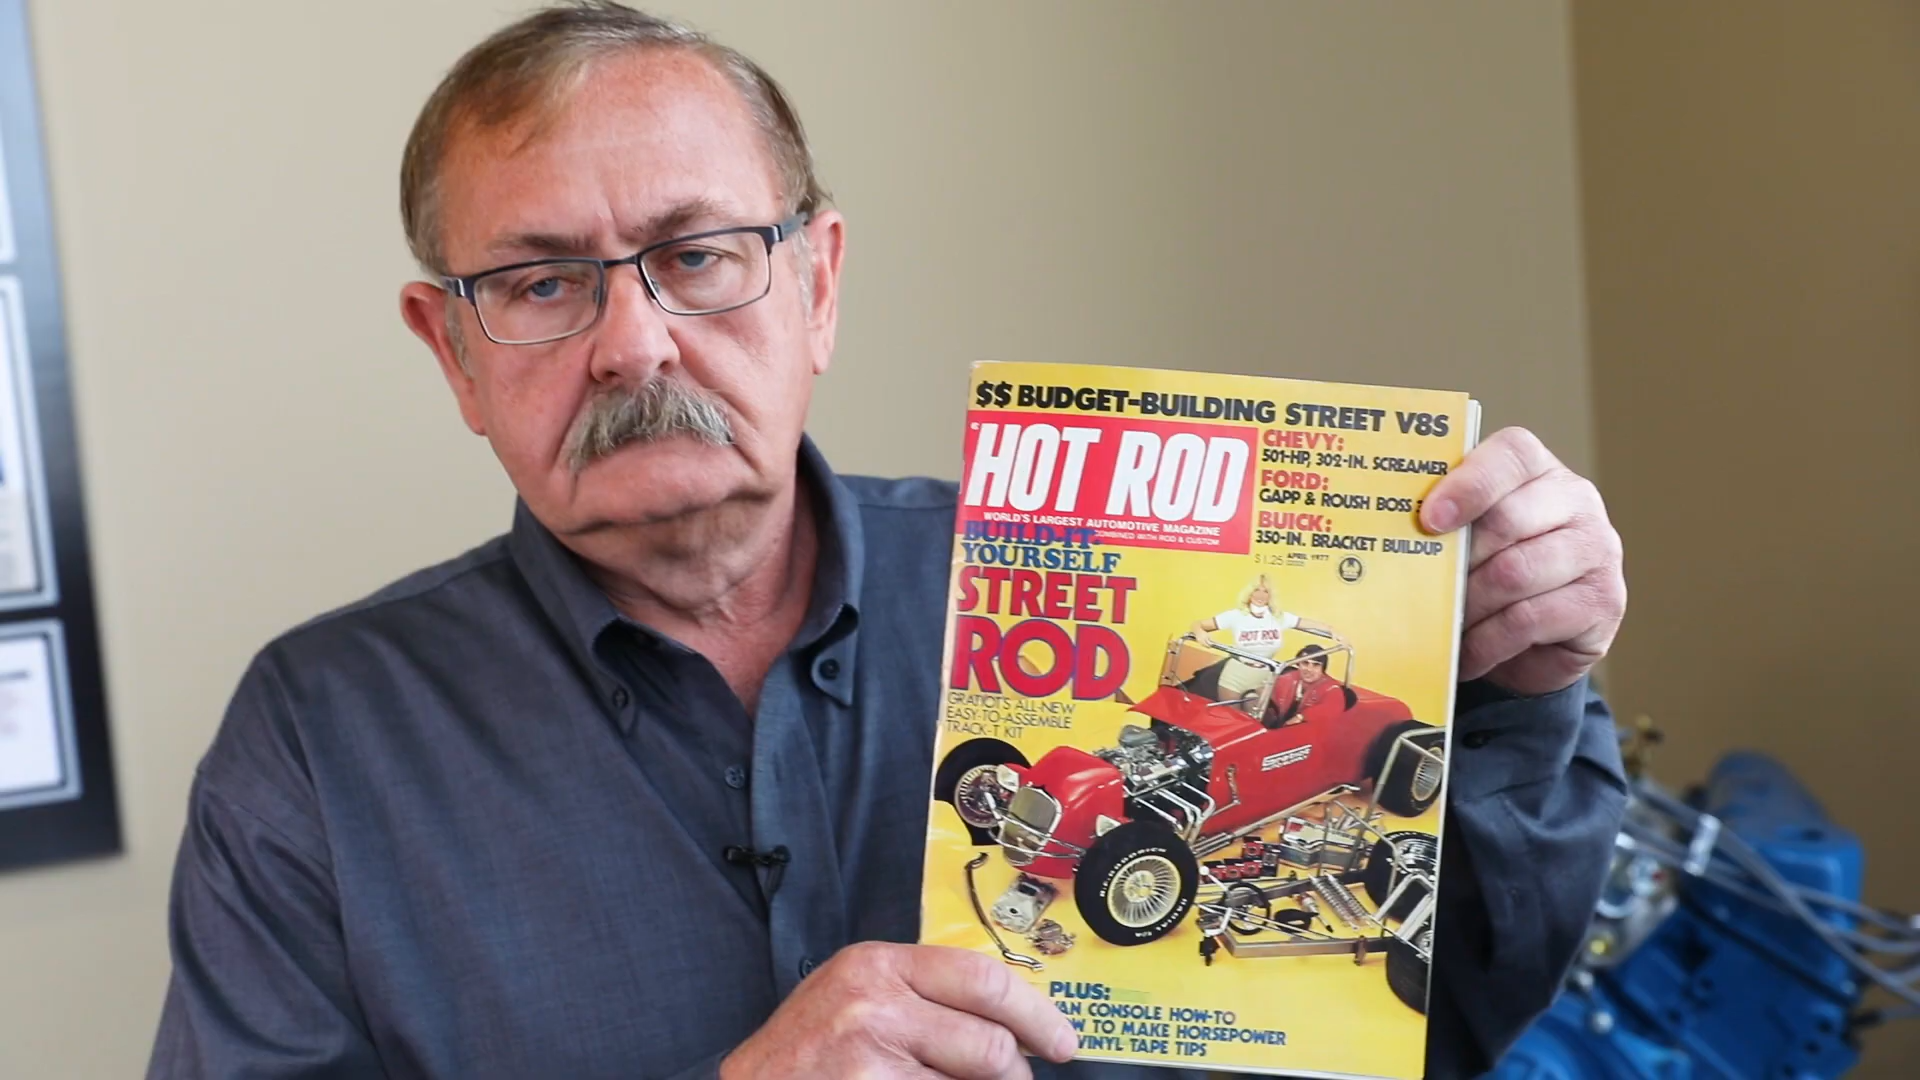 $$ BUDGET-BUILDING STREET V8S
HOT ROD
WORLD'S LARGEST AUTOMOTIVE MAGAZINE
COMBINED WITH ROD & CUSTOM
CHEVY:
501-HP, 302-IN. SCREAMER
FORD:
GAPP & ROUSH BOSS
BUICK:
350-IN. BRACKET BUILDUP
$1.25 APRIL 1977
BUILD-IT-
YOURSELF
STREET
ROD
GRATIOT'S ALL-NEW
EASY-TO-ASSEMBLE
TRACK-T KIT
HOT ROD
PLUS:
CONSOLE HOW-TO
TO MAKE HORSEPOWER
VINYL TAPE TIPS